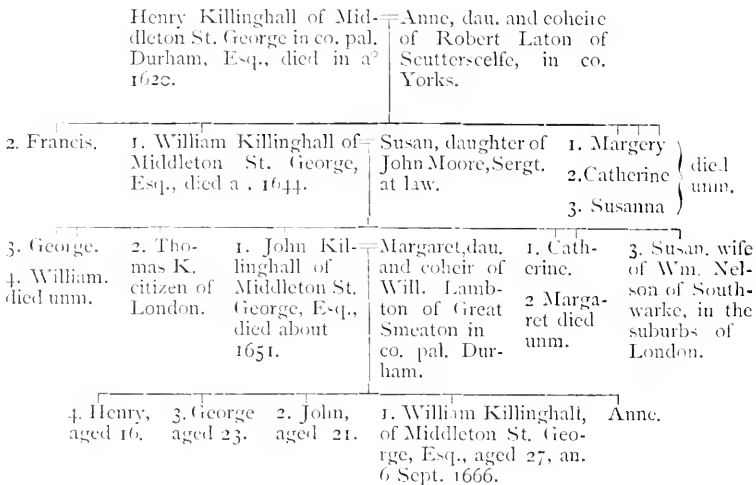 Henry Killinghall of Mid-
dleton St. George in co. pal.
Durham, Esq., died in a°
1620.
Anne, dau. and coheire
of Robert Laton of
Scutterscelfe, in co.
Yorks.
2. Francis.
1. William Killinghall of
Middleton St. George,
Esq., died a . 1644.
Susan, daughter of
John Moore, Sergt.
at law.
1. Margery
2. Catherine
3. Susanna
died
unm.
3. George.
4. William.
died unm.
2. Tho-
mas K.
citizen of
London.
1. John Kil-
linghall of
Middleton St.
George, Esq.,
died about
1651.
Margaret, dau.
and coheir of
Will. Lamb-
ton of Great
Smeaton in
co. pal. Dur-
ham.
1. Cath-
erine.
2 Marga-
ret died
unm.
3. Susan. wife
of Wm. Nel-
son of South-
warke, in the
suburbs of
London.
4. Henry,
aged 16.
3. George
aged 23.
2. John,
aged 21.
1. William Killinghall,
of Middleton St. Geo-
rge, Esq., aged 27, an.
6 Sept. 1666.
Anne.